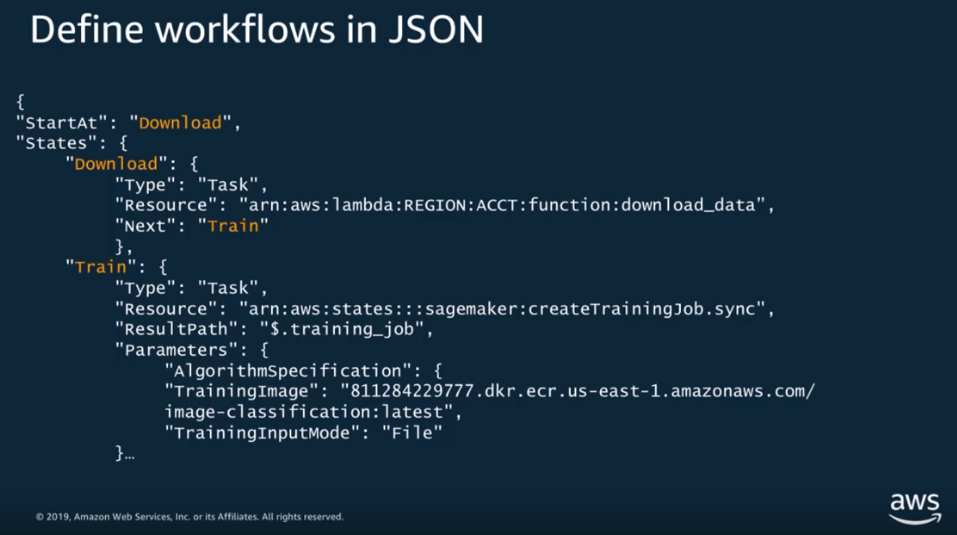 Define workflows in JSON
{
"StartAt": "Download",
"States": {
"Download": {
"Type": "Task",
"Resource": "arn:aws:lambda:REGION:ACCT:function:download_data",
"Next": "Train"
},
"Train": {
"Type": "Task",
"Resource": "arn:aws:states:::sagemaker:createTrainingJob.sync",
"ResultPath": "$.training_job",
"Parameters": {
"AlgorithmSpecification": {
"TrainingImage": "811284229777.dkr.ecr.us-east-1.amazonaws.com/
image-classification:latest",
"TrainingInputMode": "File"
}…
© 2019, Amazon Web Services, Inc. or its Affiliates. All rights reserved.
aws